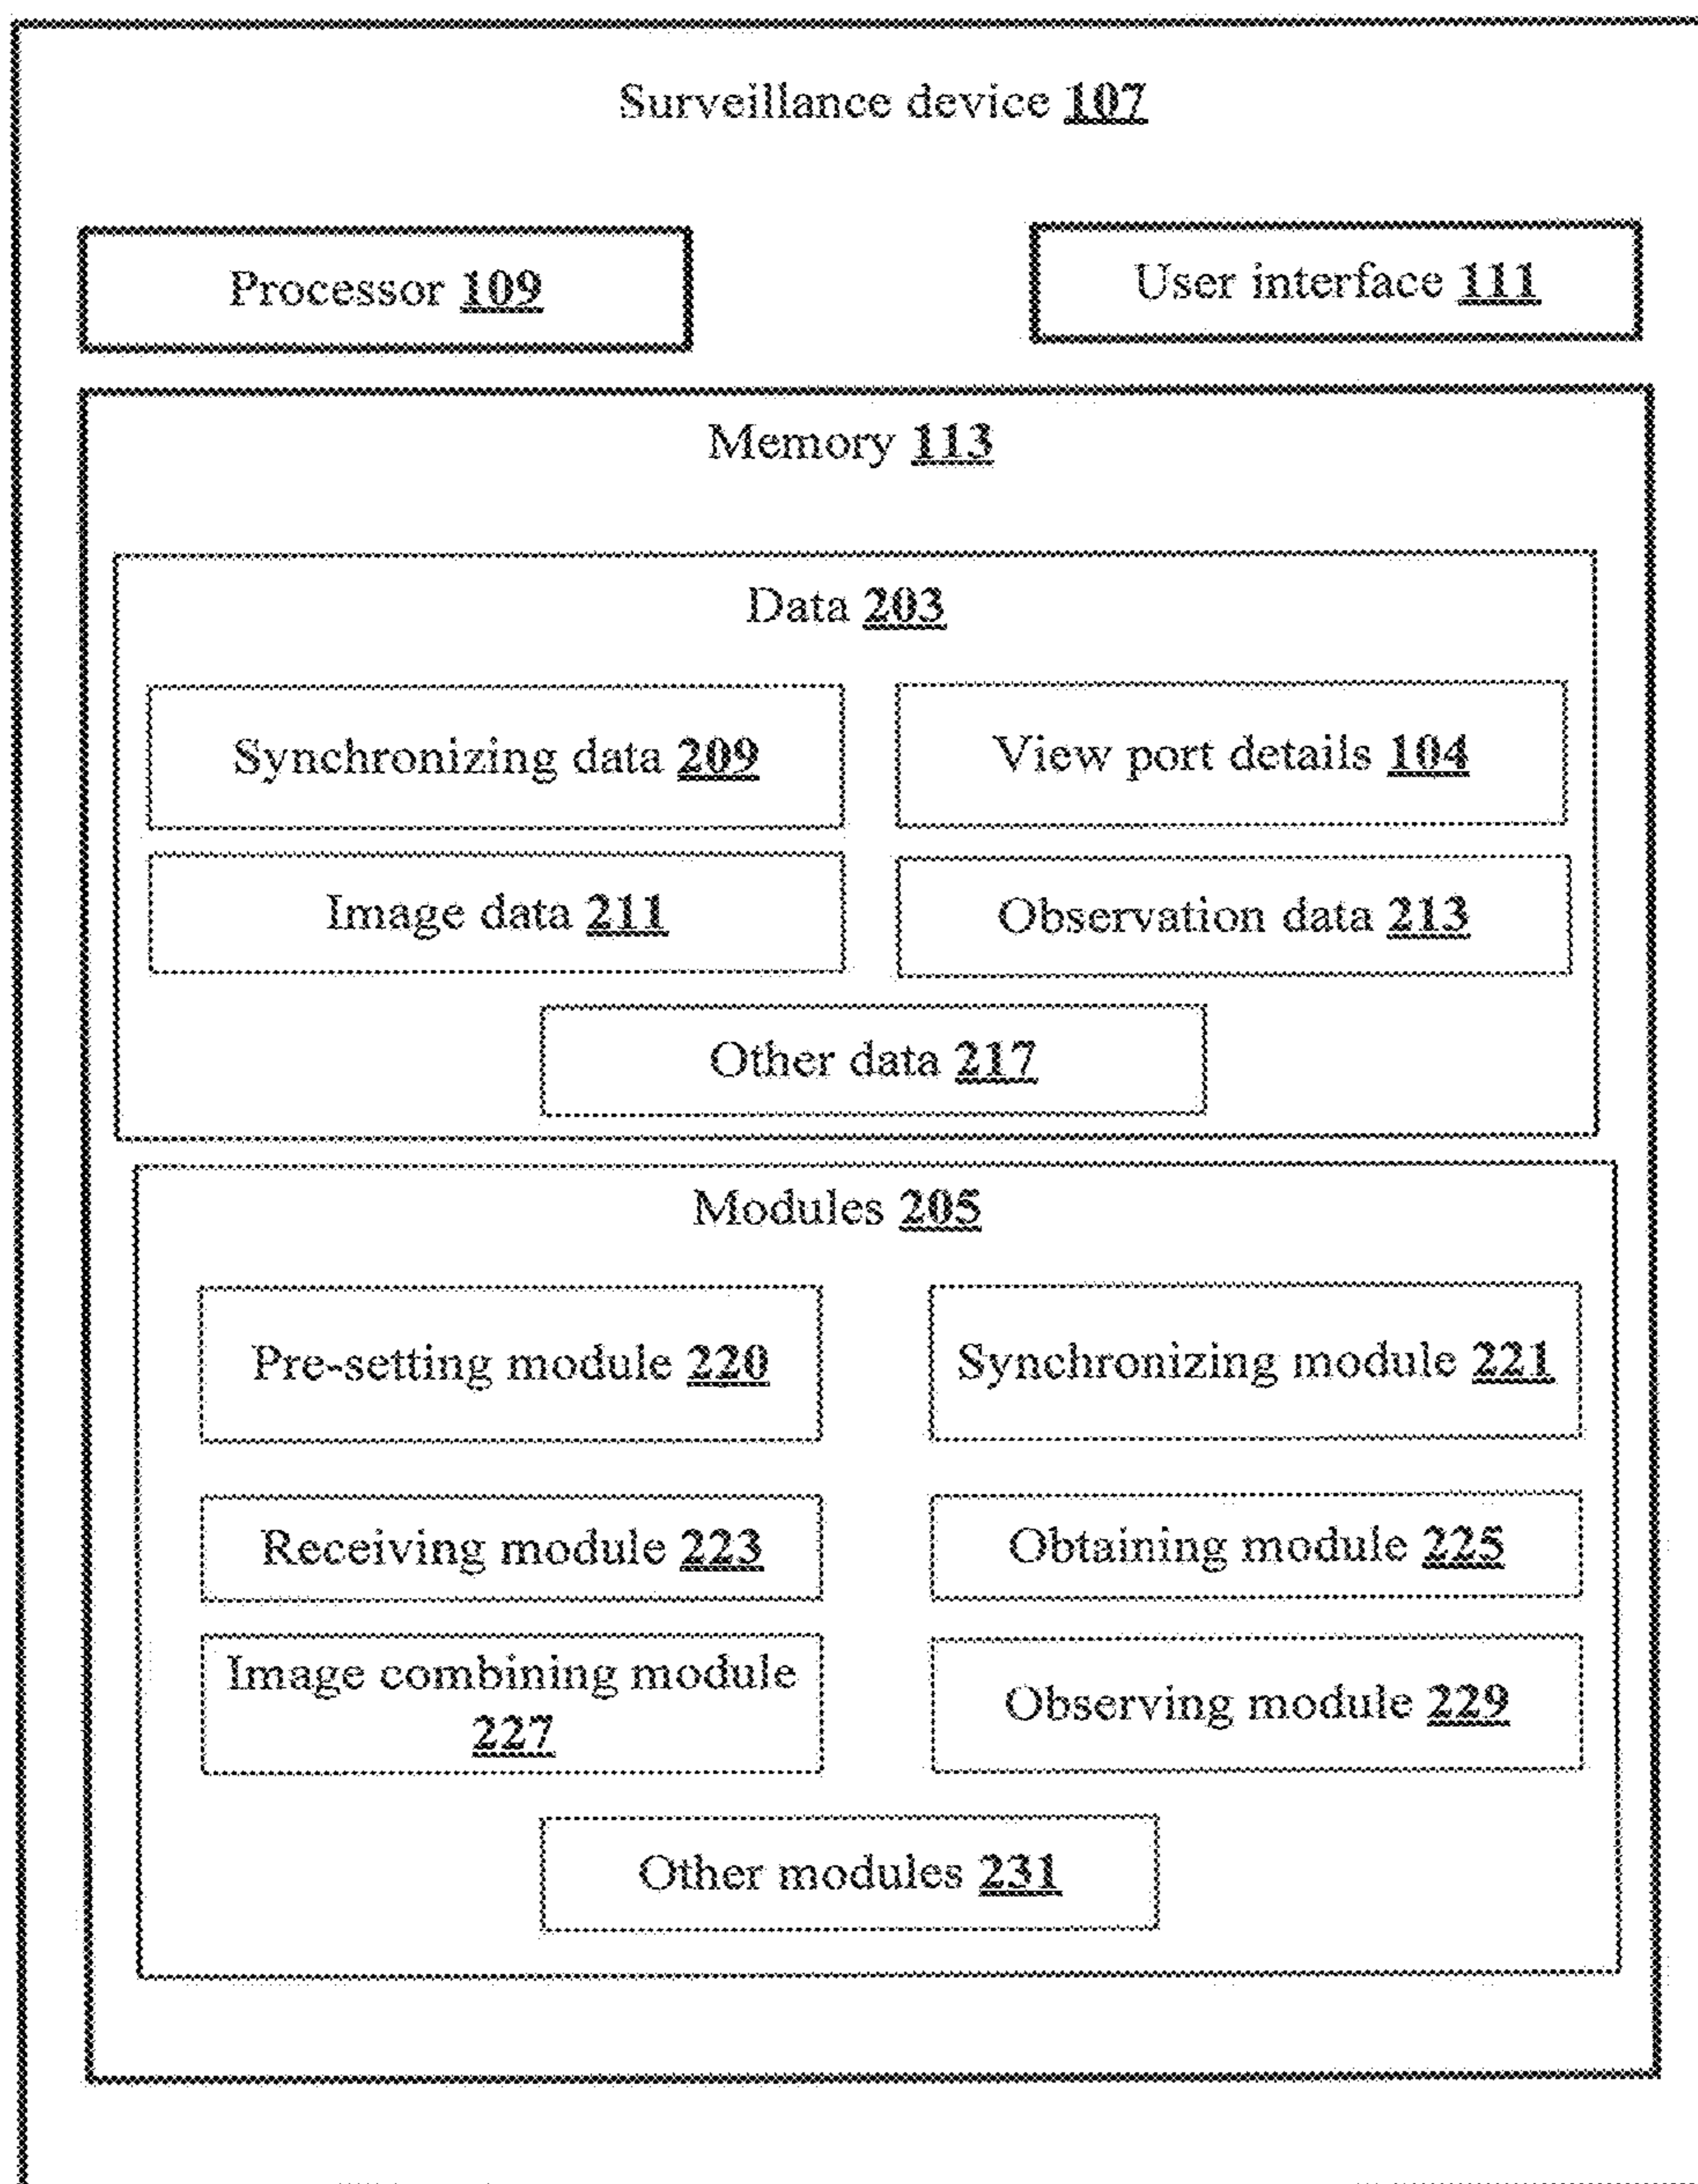 Surveillance device 107
Processor 109
User interface 111
Memory 113
Data 203
Synchronizing data 209
View port details 104
Image data 211
Observation data 213
Other data 217
Modules 205
Pre-setting module 220
Synchronizing module 221
Receiving module 223
Obtaining module 225
Image combining module
227
Observing module 229
Other modules 231